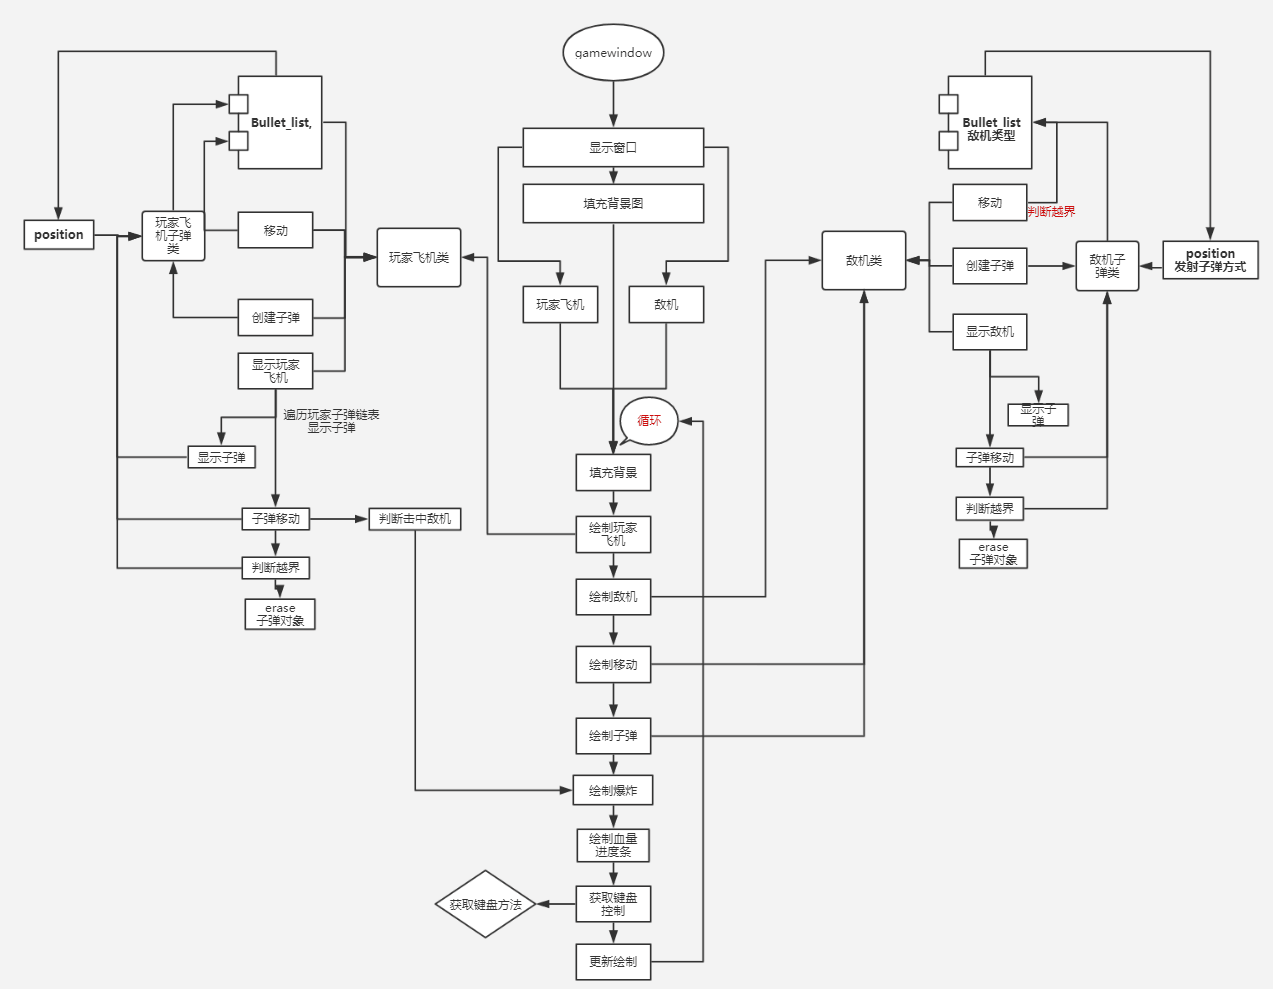 gamewindow
显示窗口
填充背景图
玩家飞机
敌机
循环
填充背景
绘制玩家
飞机
绘制敌机
绘制移动
绘制子弹
绘制爆炸
绘制血量
进度条
获取键盘
控制
获取键盘方法
更新绘制
Bullet_list,
position
玩家飞
机子弹
类
移动
玩家飞机类
创建子弹
显示玩家
飞机
遍历玩家子弹链表
显示子弹
显示子弹
子弹移动
判断击中敌机
判断越界
erase
子弹对象
Bullet_list
敌机类型
移动
判断越界
敌机类
创建子弹
敌机子
弹类
position
发射子弹方式
显示敌机
显示子
弹
子弹移动
判断越界
erase
子弹对象